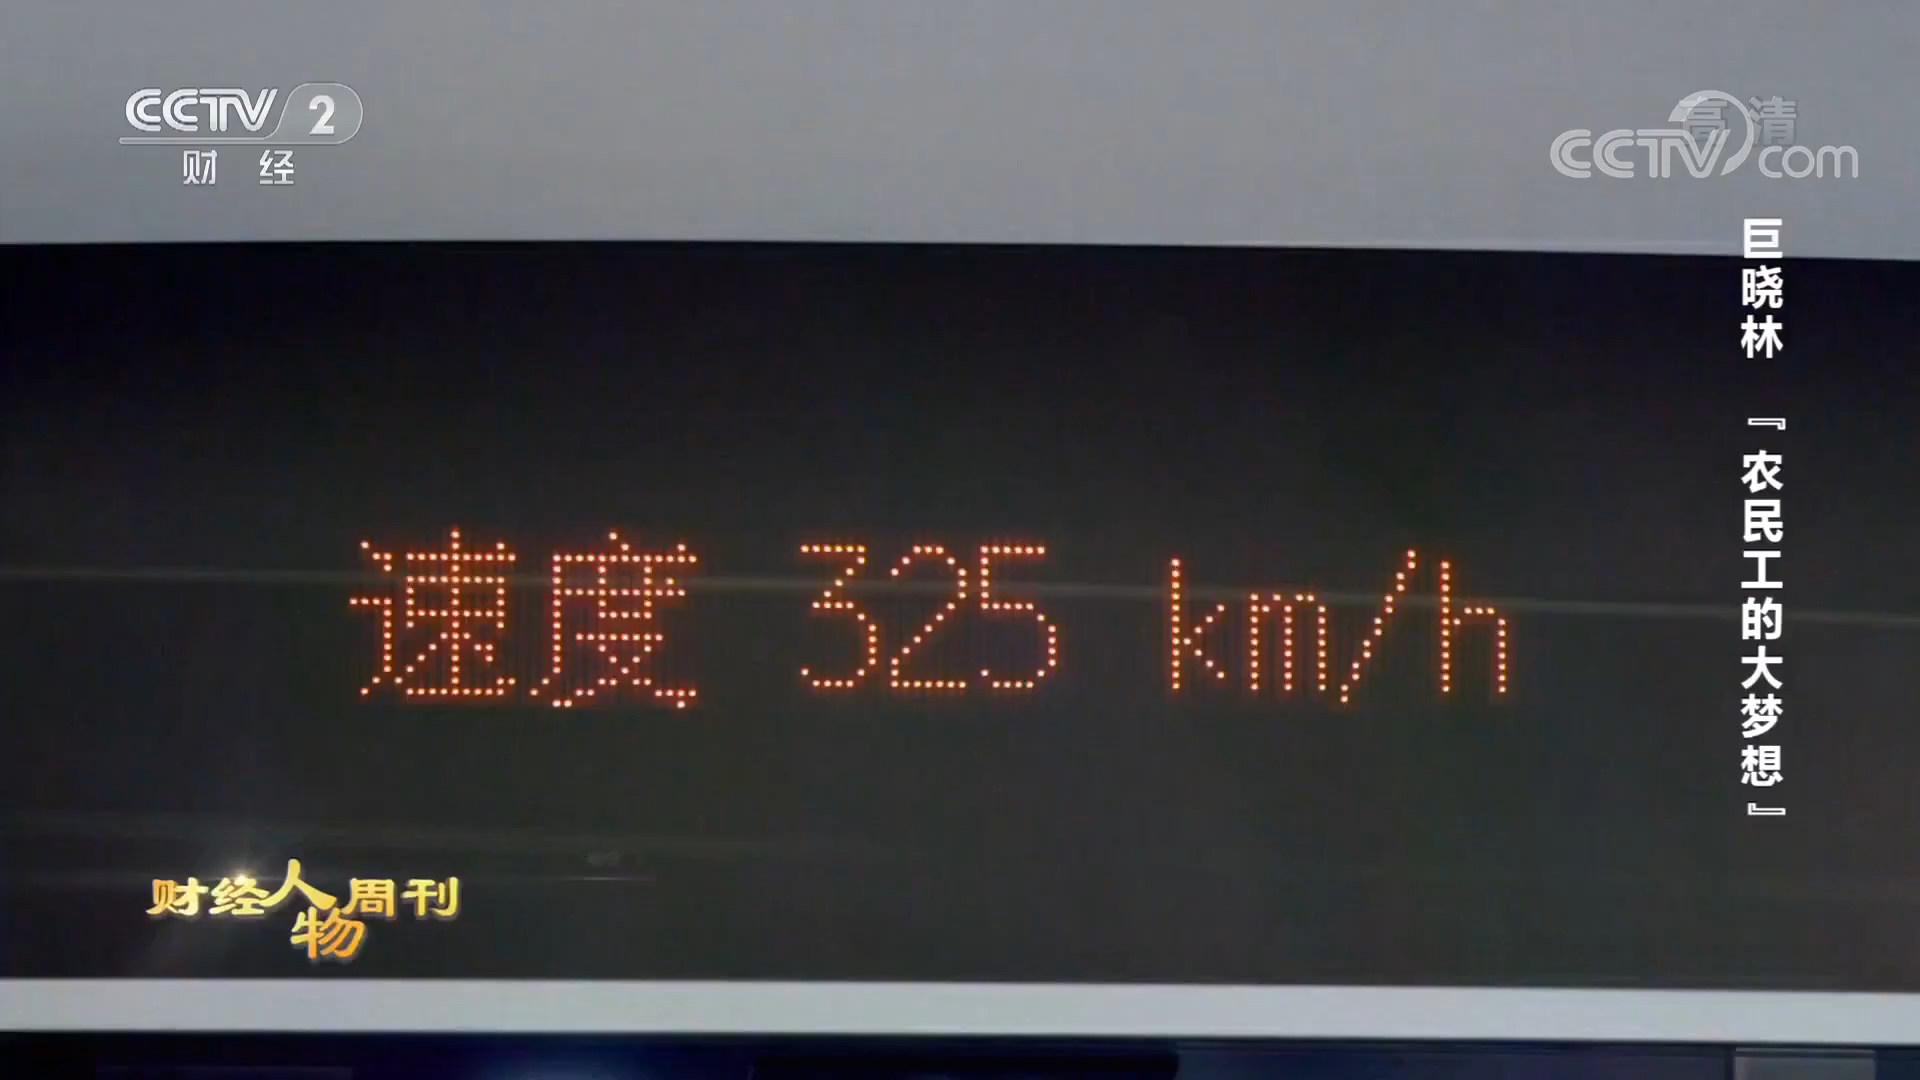 CCTV 2
财 经
高清
CCTV com
巨晓林 『农民工的大梦想』
速度 325 km/h
财经人物周刊